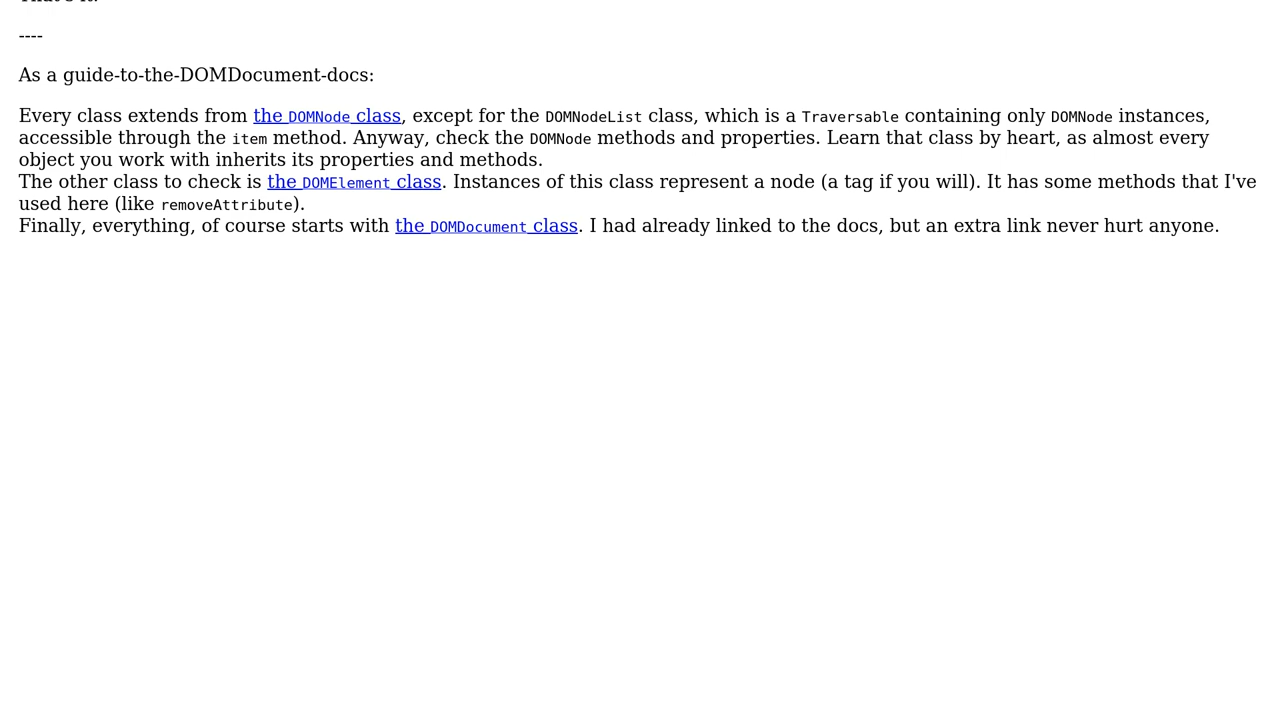 That's it.
----
As a guide-to-the-DOMDocument-docs:
Every class extends from the DOMNode class, except for the DOMNodeList class, which is a Traversable containing only DOMNode instances,
accessible through the item method. Anyway, check the DOMNode methods and properties. Learn that class by heart, as almost every
object you work with inherits its properties and methods.
The other class to check is the DOMElement class. Instances of this class represent a node (a tag if you will). It has some methods that I've
used here (like removeAttribute).
Finally, everything, of course starts with the DOMDocument class. I had already linked to the docs, but an extra link never hurt anyone.